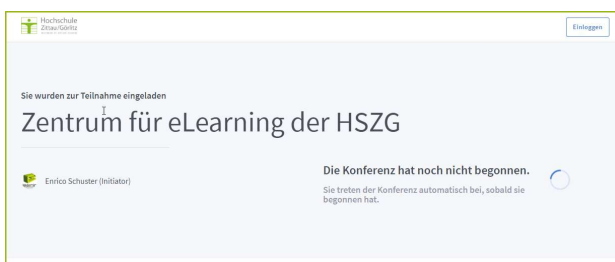 Hochschule
Zittau/Görlitz
Einloggen
Sie wurden zur Teilnahme eingeladen
Zentrum für eLearning der HSZG
Enrico Schuster (Initiator)
Die Konferenz hat noch nicht begonnen.
Sie treten der Konferenz automatisch bei, sobald sie
begonnen hat.